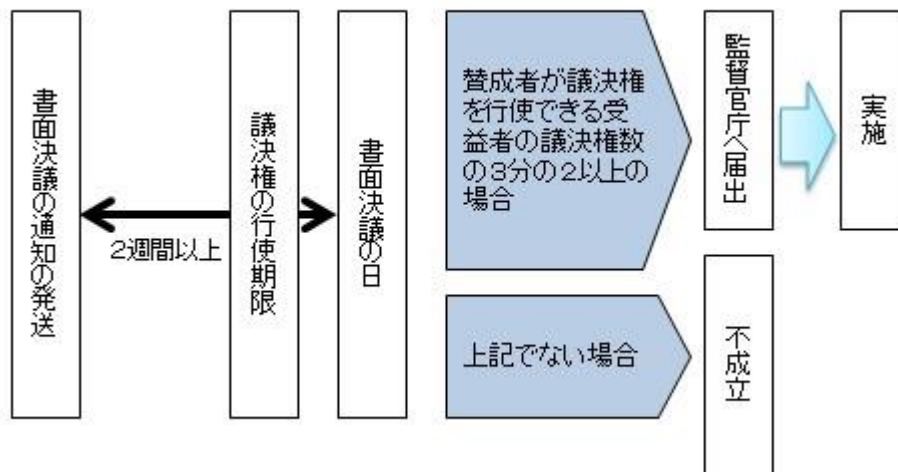 書面決議の通知の発送
2週間以上
議決権の行使期限
書面決議の日
賛成者が議決権
を行使できる受
益者の議決権数
の3分の2以上の
場合
監督官庁へ届出
実施
上記でない場合
不成立